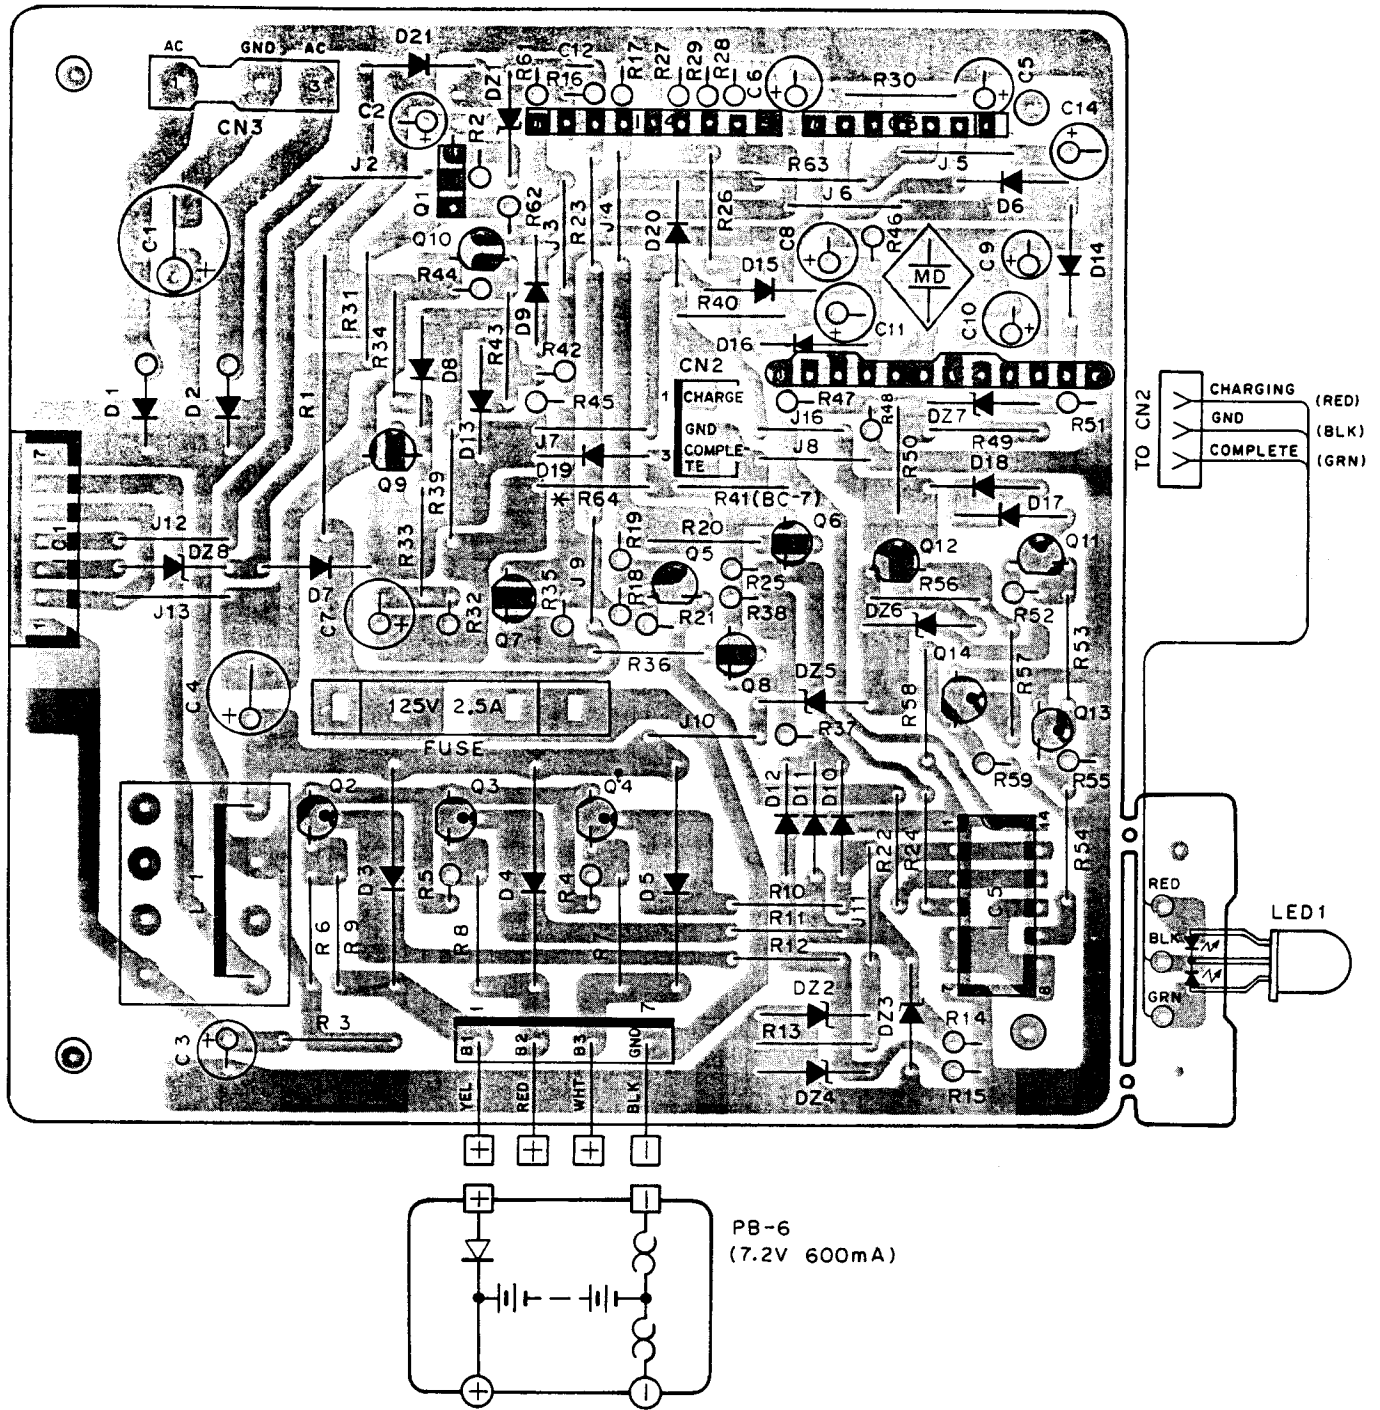 AC GND AC
CN3
D21
C2
J2
Q1
R2
DZ1
R61
C12
R16
R17
R27
R29
R28
C6
R30
C5
C14
R63
J5
J6
D6
C1
Q10
R44
R62
J3
R23
J4
D20
R26
C8
R46
MD
C9
D14
D15
R40
C11
C10
D16
R31
R34
D8
R43
D9
R42
R45
D1
D2
R1
D13
CN2
1 CHARGE
GND
3 COMPLE-
TE
R47
J16
J8
R48
DZ7
R49
R51
R50
D18
D17
J7
D19
* R64
R41(BC-7)
Q9
R39
R33
7
1
J12
DZ8
J13
D7
C7
R32
Q7
R35
J9
R19
R18
R20
Q5
R21
Q6
R25
R38
Q12
R56
DZ6
Q11
R52
R53
Q14
R57
R58
R36
Q8
DZ5
C4
125V 2.5A
FUSE
J10
R37
Q13
R59
R55
Q2
Q3
Q4
D12
D11
D10
R22
R24
1
14
R54
D3
R5
D4
R4
D5
R10
R11
R12
J11
R6
R9
R8
7
8
DZ2
DZ3
R13
R14
DZ4
R15
C3
R3
1
7
B1
B2
B3
GND
YEL
RED
WHT
BLK
+ + + -
+ -
PB-6
(7.2V 600mA)
+ -
TO CN2
CHARGING (RED)
GND (BLK)
COMPLETE (GRN)
RED
BLK
GRN
LED1